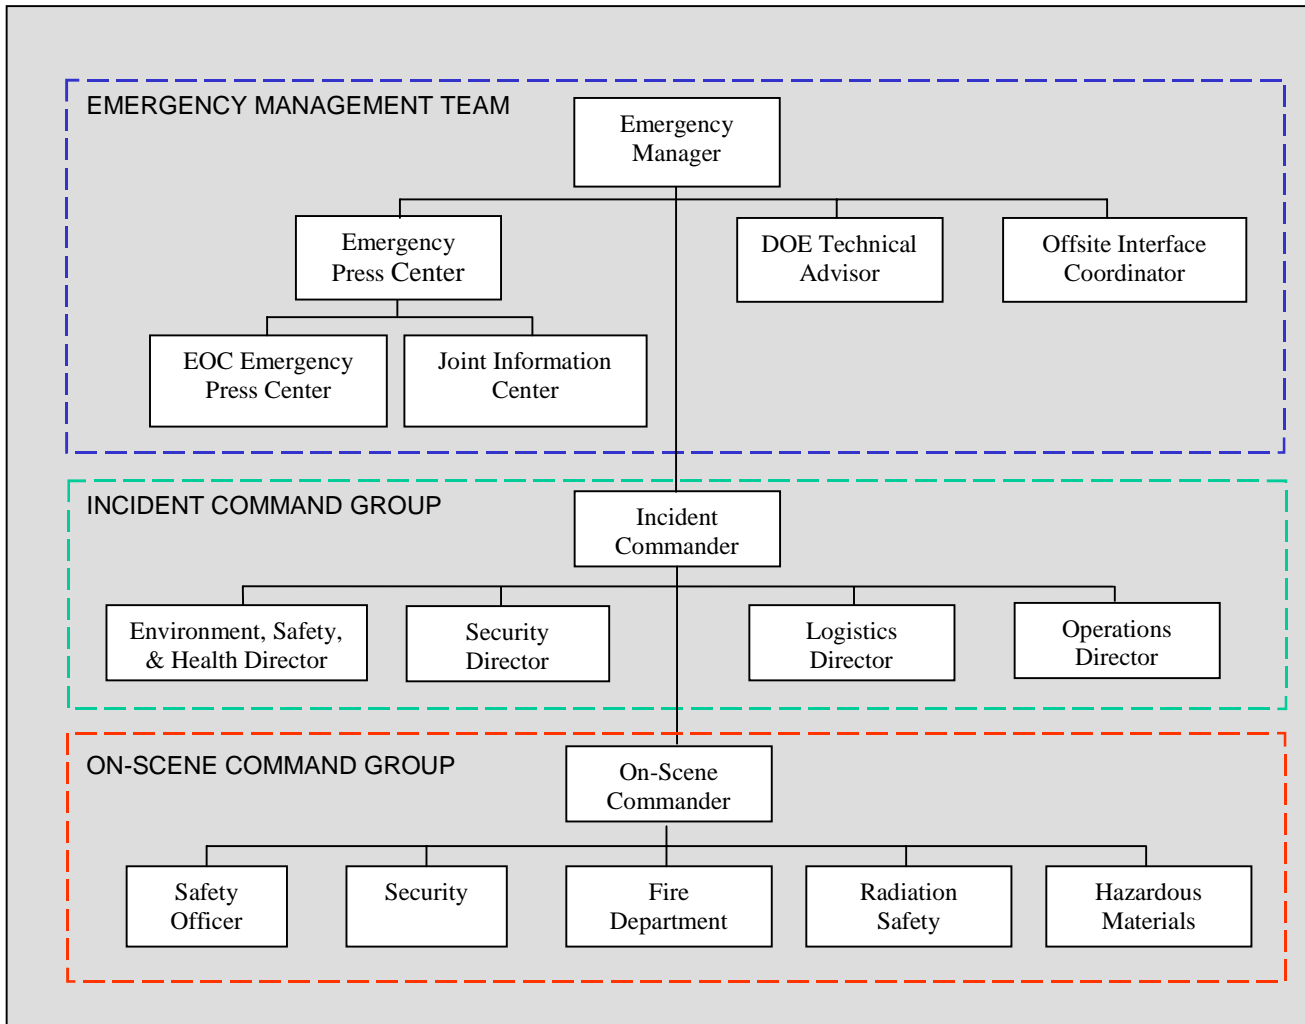 EMERGENCY MANAGEMENT TEAM
Emergency
Manager
Emergency
Press Center
DOE Technical
Advisor
Offsite Interface
Coordinator
EOC Emergency
Press Center
Joint Information
Center
INCIDENT COMMAND GROUP
Incident
Commander
Environment, Safety,
& Health Director
Security
Director
Logistics
Director
Operations
Director
ON-SCENE COMMAND GROUP
On-Scene
Commander
Safety
Officer
Security
Fire
Department
Radiation
Safety
Hazardous
Materials